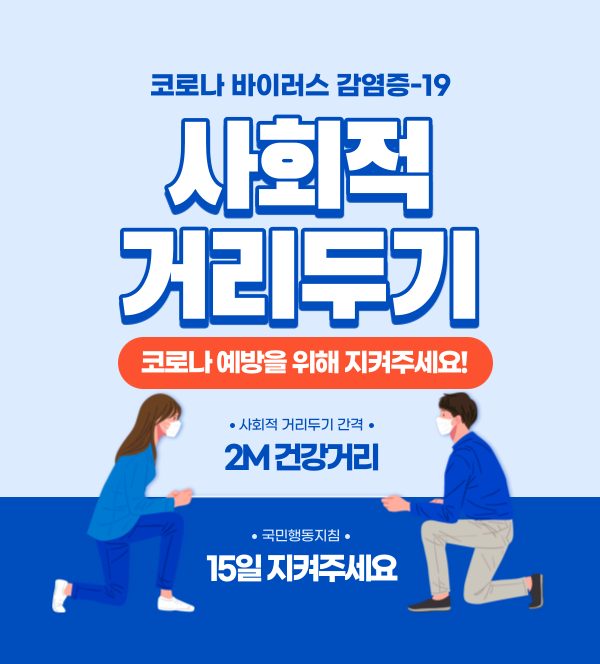 코로나 바이러스 감염증-19
사회적
거리두기
코로나 예방을 위해 지켜주세요!
• 사회적 거리두기 간격 •
2M 건강거리
• 국민행동지침 •
15일 지켜주세요